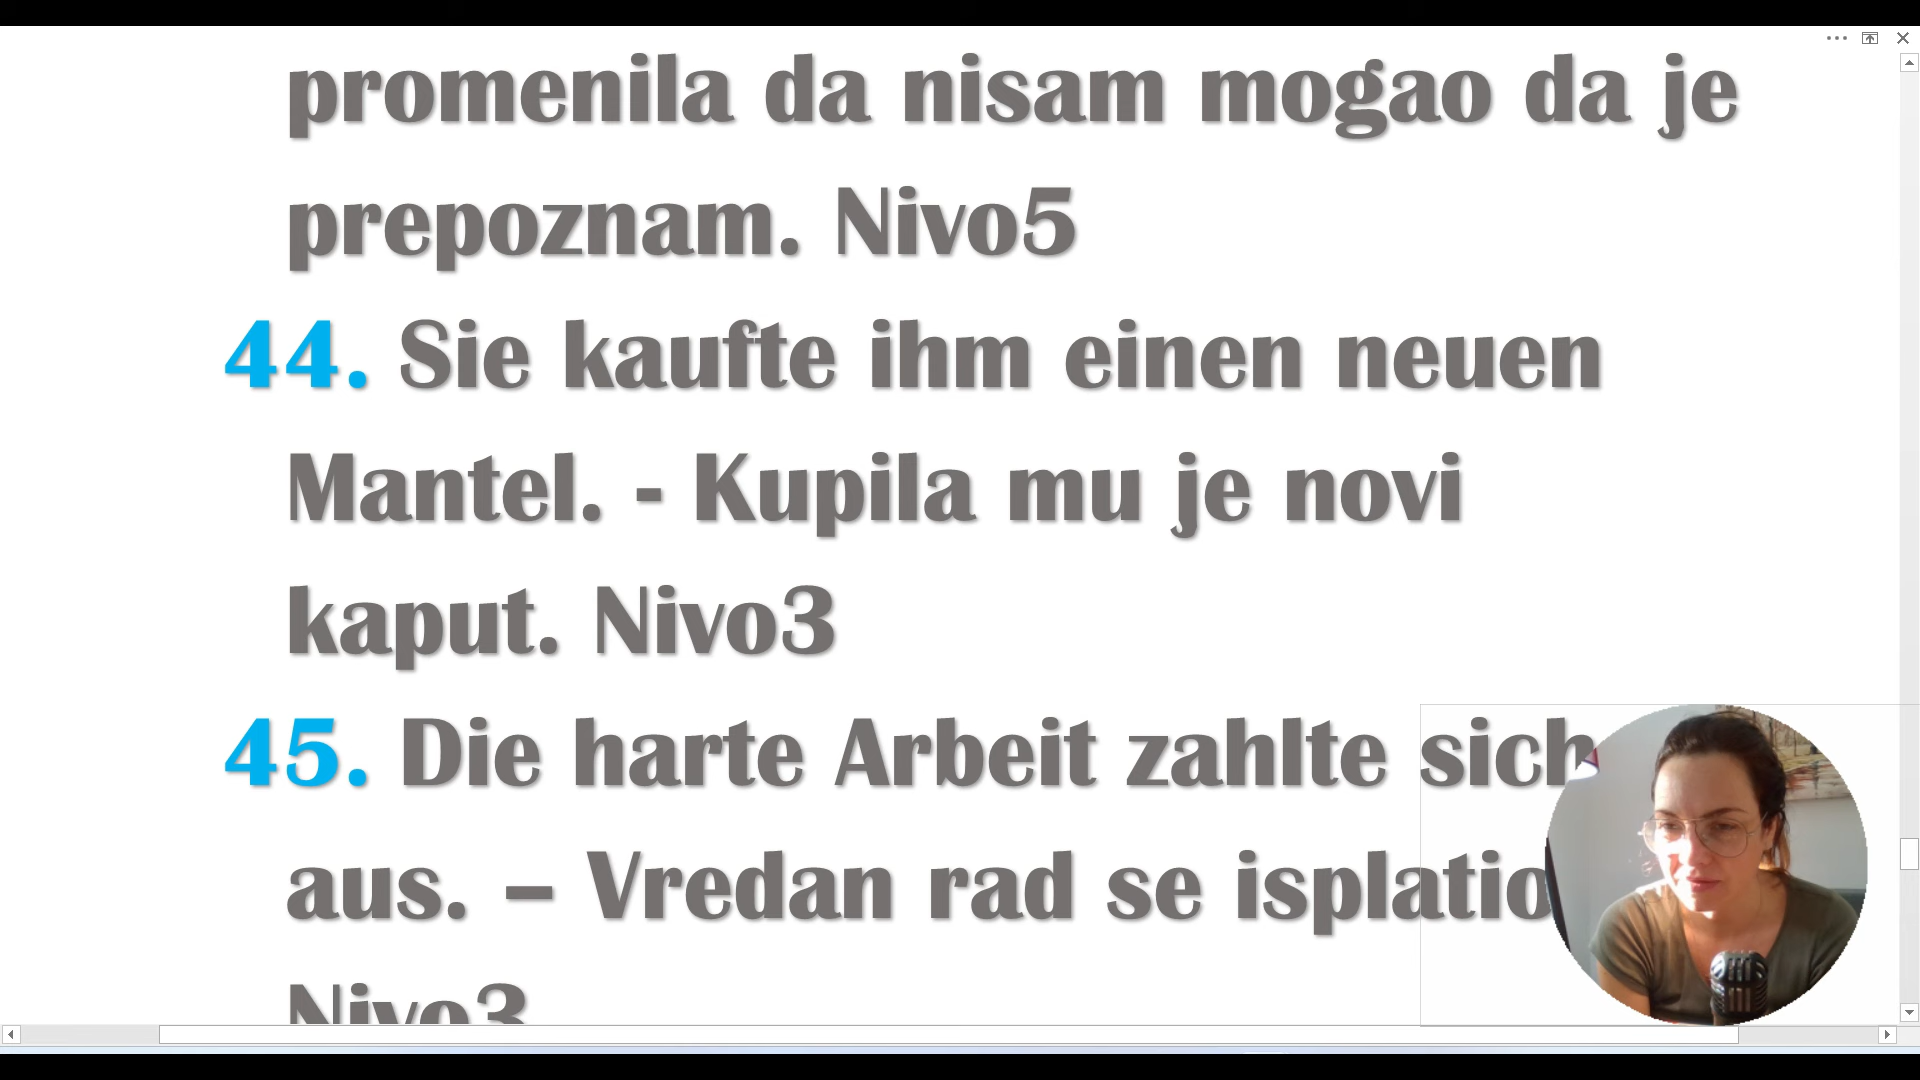 promenila da nisam mogao da je
prepoznam. Nivo5
44. Sie kaufte ihm einen neuen
Mantel. - Kupila mu je novi
kaput. Nivo3
45. Die harte Arbeit zahlte sich
aus. – Vredan rad se isplatio
Nivo3